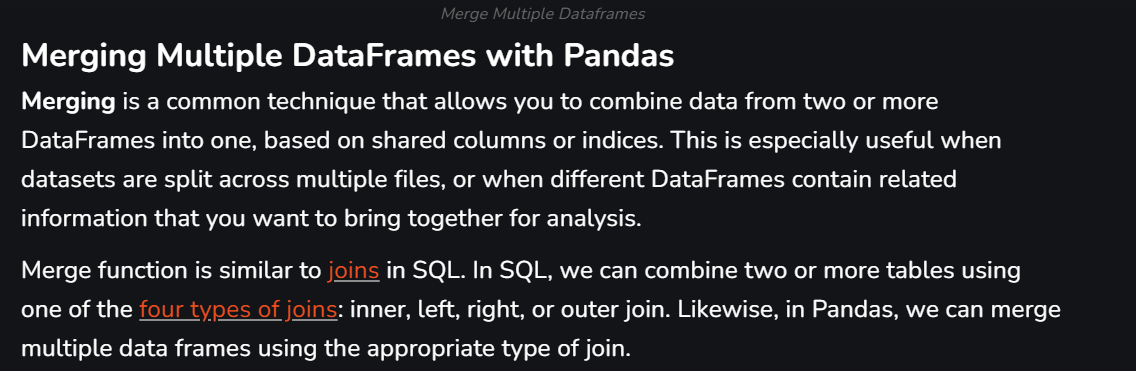 Merge Multiple Dataframes
Merging Multiple DataFrames with Pandas
Merging is a common technique that allows you to combine data from two or more
DataFrames into one, based on shared columns or indices. This is especially useful when
datasets are split across multiple files, or when different DataFrames contain related
information that you want to bring together for analysis.
Merge function is similar to joins in SQL. In SQL, we can combine two or more tables using
one of the four types of joins: inner, left, right, or outer join. Likewise, in Pandas, we can merge
multiple data frames using the appropriate type of join.